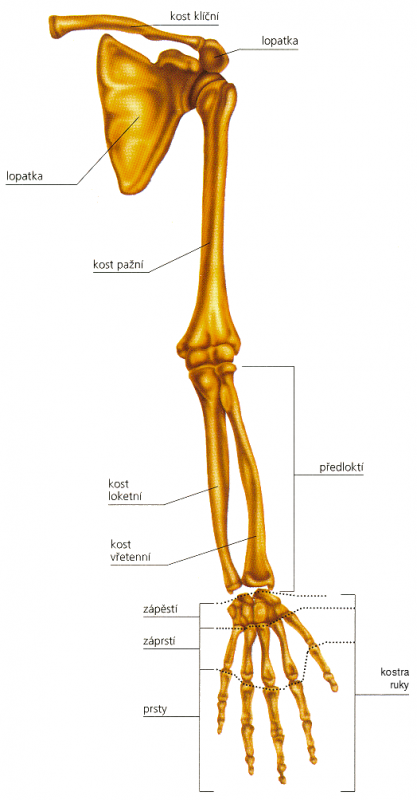 kost klíční
lopatka
lopatka
kost pažní
předloktí
kost
loketní
kost
vřetenní
zápěstí
záprstí
kostra
ruky
prsty